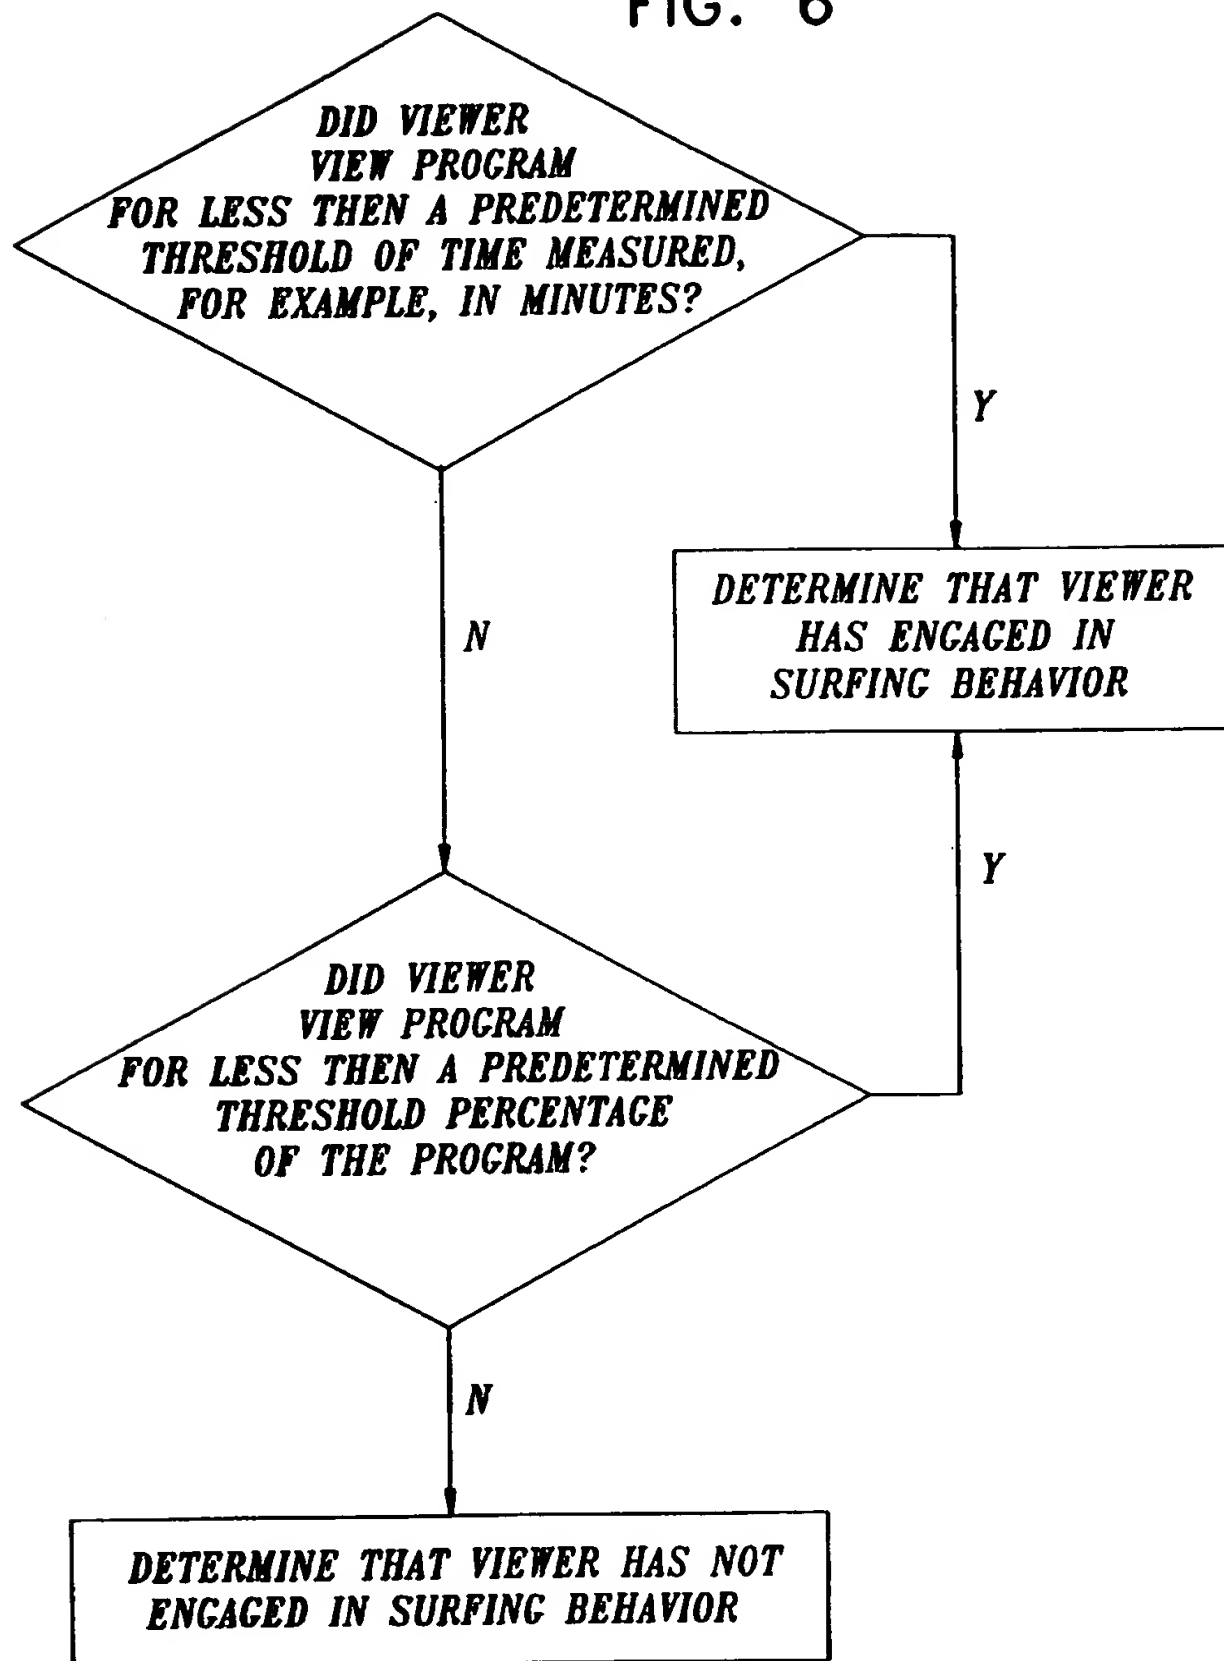 FIG. 6
DID VIEWER
VIEW PROGRAM
FOR LESS THEN A PREDETERMINED
THRESHOLD OF TIME MEASURED,
FOR EXAMPLE, IN MINUTES?
Y
N
DETERMINE THAT VIEWER
HAS ENGAGED IN
SURFING BEHAVIOR
Y
DID VIEWER
VIEW PROGRAM
FOR LESS THEN A PREDETERMINED
THRESHOLD PERCENTAGE
OF THE PROGRAM?
N
DETERMINE THAT VIEWER HAS NOT
ENGAGED IN SURFING BEHAVIOR